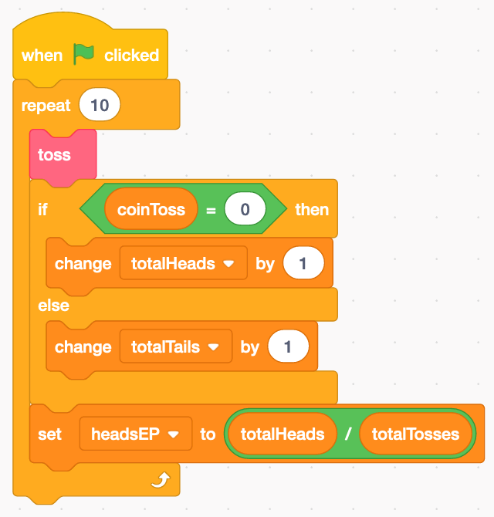 when clicked
repeat 10
toss
if coinToss = 0 then
change totalHeads by 1
else
change totalTails by 1
set headsEP to totalHeads / totalTosses